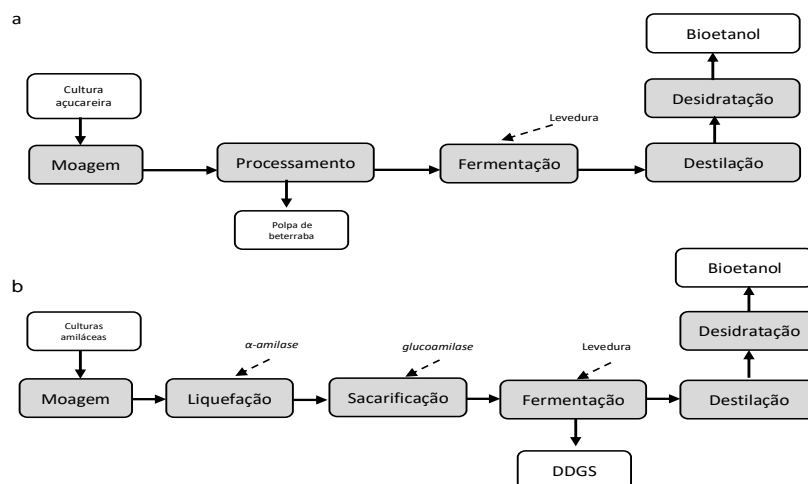 a
Bioetanol
Cultura
açucareira
Desidratação
Levedura
Moagem
Processamento
Fermentação
Destilação
Polpa de
beterraba
b
Bioetanol
Culturas
amiláceas
α-amilase
glucoamilase
Levedura
Desidratação
Moagem
Liquefação
Sacarificação
Fermentação
Destilação
DDGS